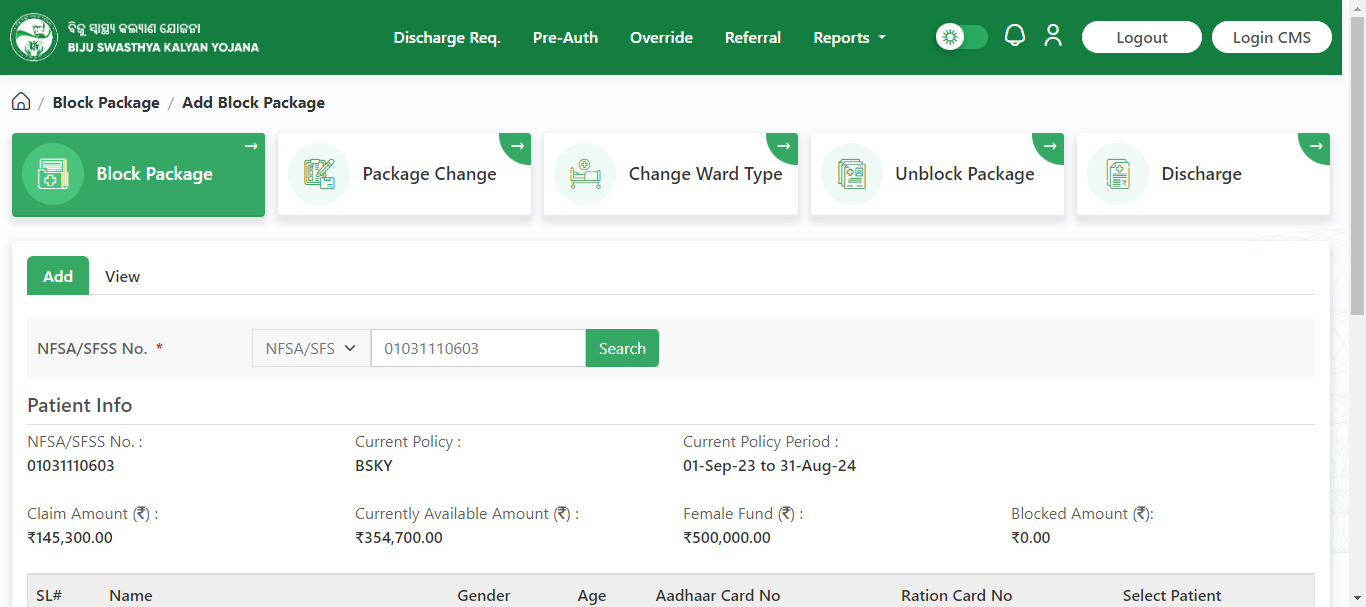 ବିଜୁ ସ୍ୱାସ୍ଥ୍ୟ କଲ୍ୟାଣ ଯୋଜନା
BIJU SWASTHYA KALYAN YOJANA
Discharge Req. Pre-Auth Override Referral Reports Logout Login CMS
/ Block Package / Add Block Package
Block Package → Package Change → Change Ward Type → Unblock Package → Discharge →
Add View
NFSA/SFSS No. * NFSA/SFS 01031110603 Search
Patient Info
NFSA/SFSS No. : Current Policy : Current Policy Period :
01031110603 BSKY 01-Sep-23 to 31-Aug-24
Claim Amount (₹) : Currently Available Amount (₹) : Female Fund (₹) : Blocked Amount (₹):
₹145,300.00 ₹354,700.00 ₹500,000.00 ₹0.00
SL# Name Gender Age Aadhaar Card No Ration Card No Select Patient